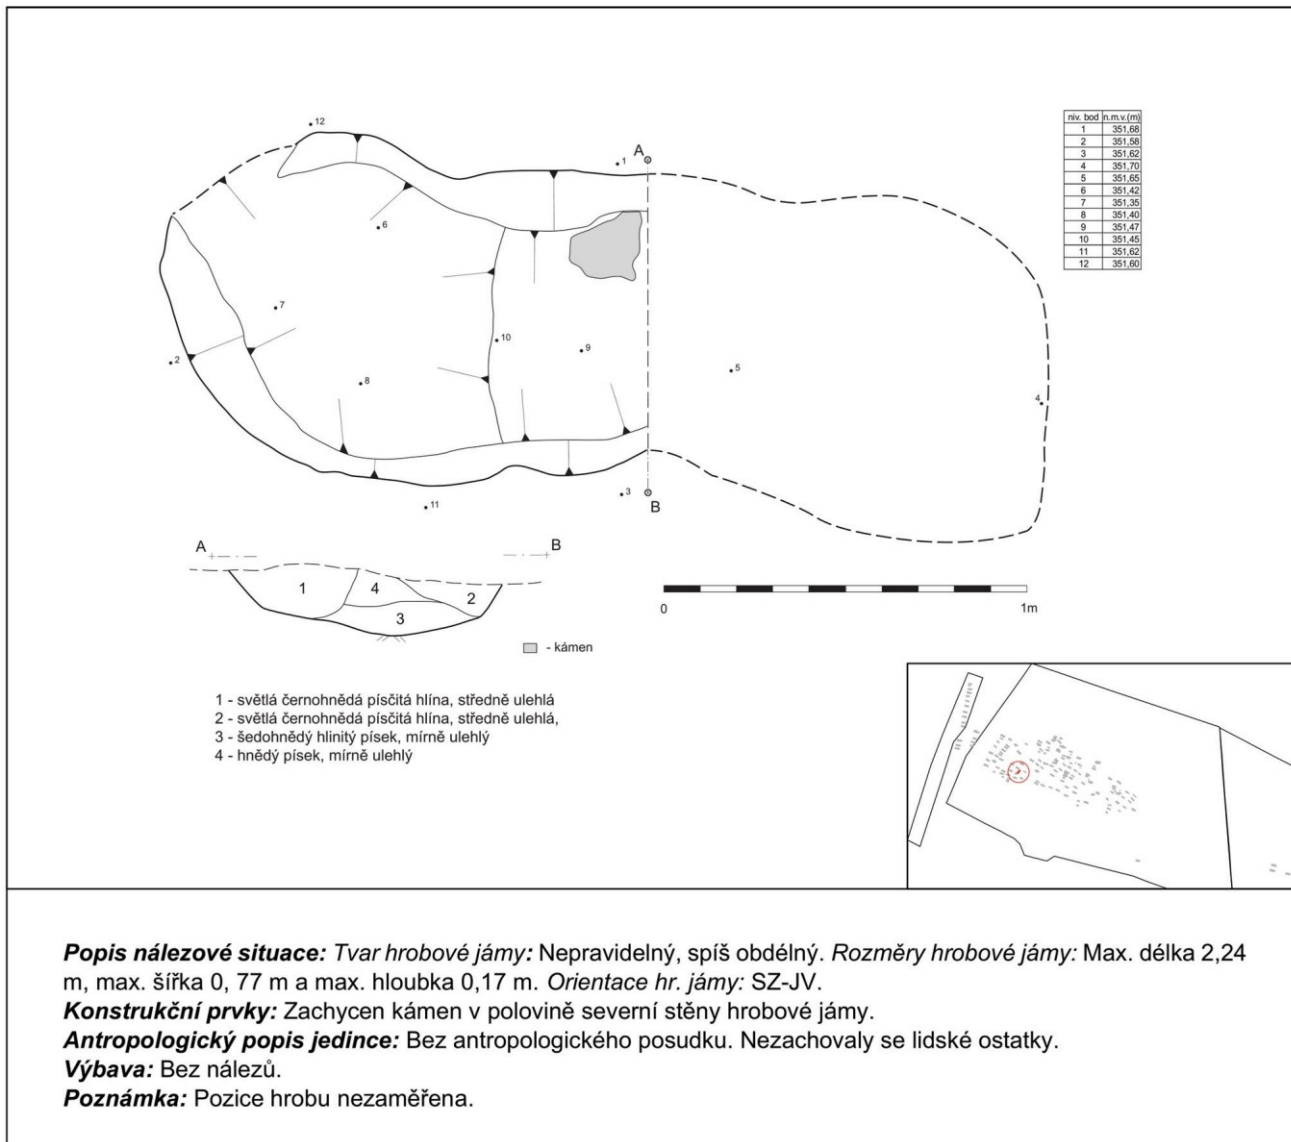 12
1
A
6
7
10
9
2
8
5
4
3
11
B
niv. bod n.m.v.(m)
1 351,68
2 351,58
3 351,62
4 351,70
5 351,65
6 351,42
7 351,35
8 351,40
9 351,47
10 351,45
11 351,62
12 351,60
A B
1 4 2
3
0 1m
- kámen
1 - světlá černohnědá písčitá hlína, středně ulehlá
2 - světlá černohnědá písčitá hlína, středně ulehlá,
3 - šedohnědý hlinitý písek, mírně ulehlý
4 - hnědý písek, mírně ulehlý
Popis nálezové situace: Tvar hrobové jámy: Nepravidelný, spíš obdélný. Rozměry hrobové jámy: Max. délka 2,24
m, max. šířka 0, 77 m a max. hloubka 0,17 m. Orientace hr. jámy: SZ-JV.
Konstrukční prvky: Zachycen kámen v polovině severní stěny hrobové jámy.
Antropologický popis jedince: Bez antropologického posudku. Nezachovaly se lidské ostatky.
Výbava: Bez nálezů.
Poznámka: Pozice hrobu nezaměřena.